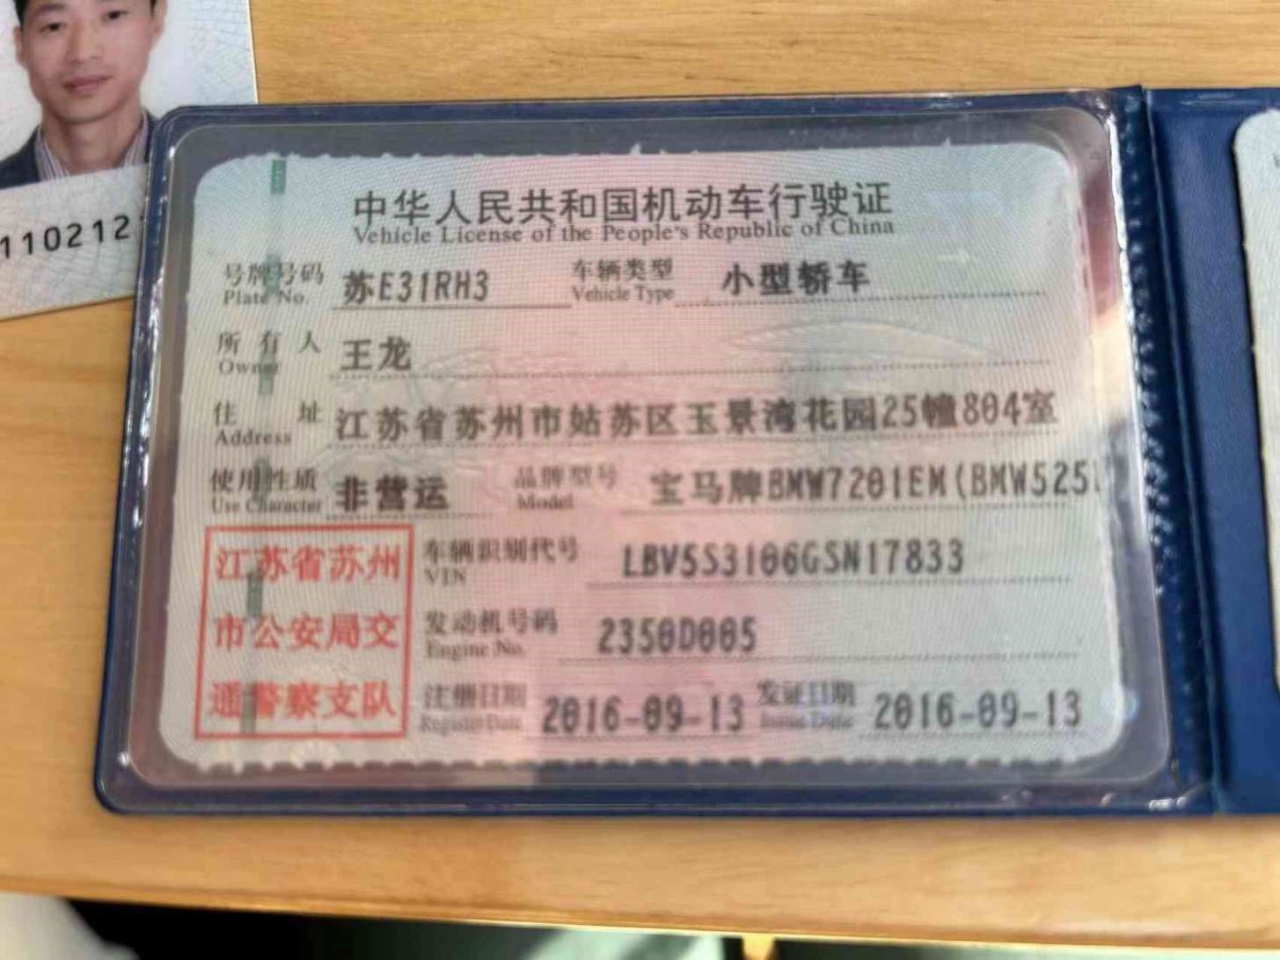 1102121
中华人民共和国机动车行驶证
Vehicle License of the People's Republic of China
号牌号码 苏E31RH3 车辆类型 小型轿车
Plate No. Vehicle Type
所有人 王龙
Owner
住址 江苏省苏州市姑苏区玉景湾花园25幢804室
Address
使用性质 非营运 品牌型号 宝马牌BMW7201EM(BMW525
Use Character Model
江苏省苏州
市公安局交
通警察支队
车辆识别代号 LBV5S3106GSN17833
VIN
发动机号码 2350D005
Engine No.
注册日期 2016-09-13 发证日期 2016-09-13
Register Date Issue Date